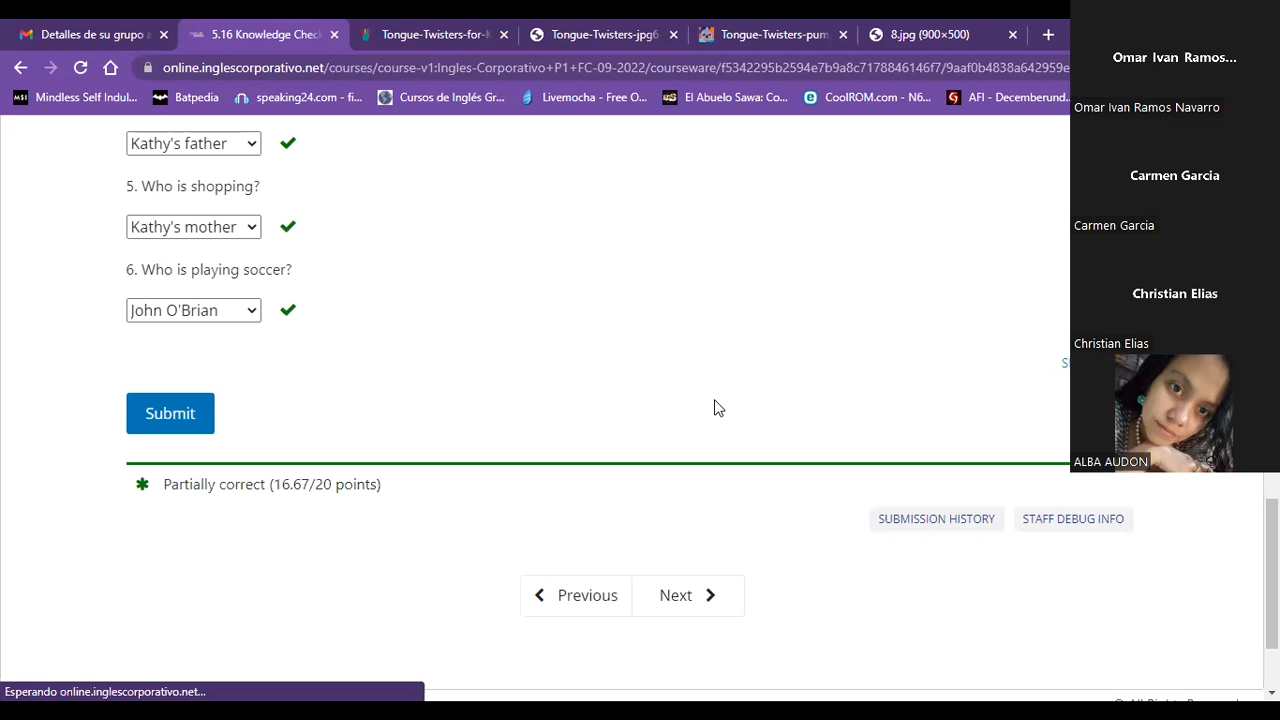 Detalles de su grupo a
5.16 Knowledge Chec
Tongue-Twisters-for-K
Tongue-Twisters-jpg6
Tongue-Twisters-pum
8.jpg (900×590)
online.inglescorporativo.net/courses/course-v1:Ingles-Corporativo+P1+FC-09-2022/courseware/f5342295b2594e7b9a8c7178846146f7/9aaf0b4838a642959e
Mindless Self Indul...
Batpedia
speaking24.com - fi...
Cursos de Inglés Gr...
Livemocha - Free O...
El Abuelo Sawa: Co...
CoolROM.com - N6...
AFI - Decemberund...
Kathy's father
5. Who is shopping?
Kathy's mother
6. Who is playing soccer?
John O'Brian
Submit
Partially correct (16.67/20 points)
SUBMISSION HISTORY
STAFF DEBUG INFO
Previous
Next
Esperando online.inglescorporativo.net...
Omar Ivan Ramos...
Omar Ivan Ramos Navarro
Carmen Garcia
Carmen Garcia
Christian Elias
Christian Elias
ALBA AUDON